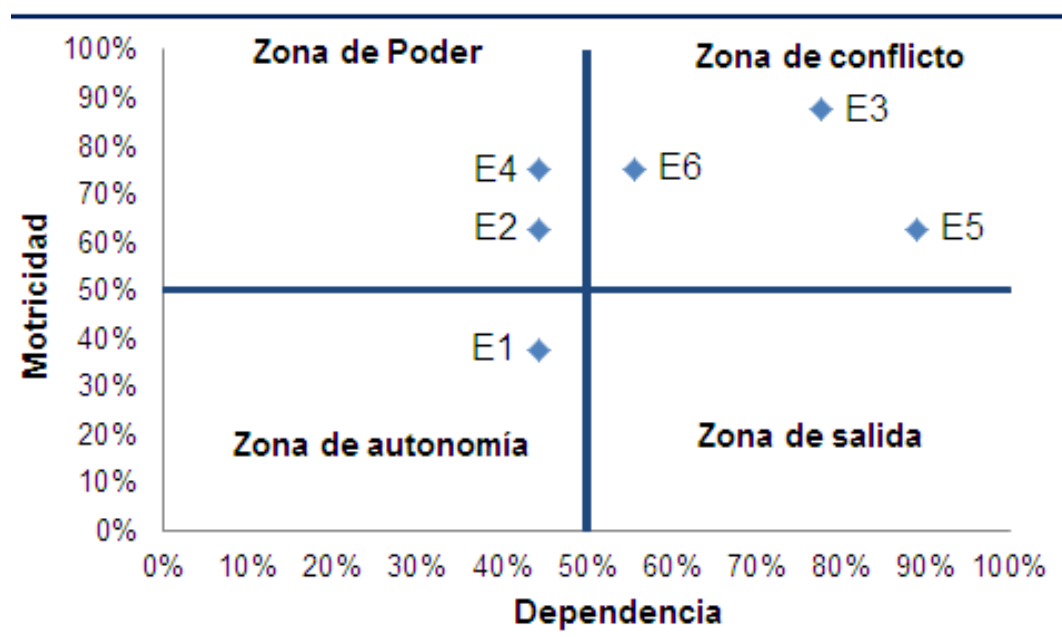 100%
Zona de Poder
Zona de conflicto
90%
E3
80%
E4
E6
70%
E2
E5
60%
Motricidad
50%
40%
E1
30%
20%
Zona de autonomía
Zona de salida
10%
0%
0% 10% 20% 30% 40% 50% 60% 70% 80% 90% 100%
Dependencia